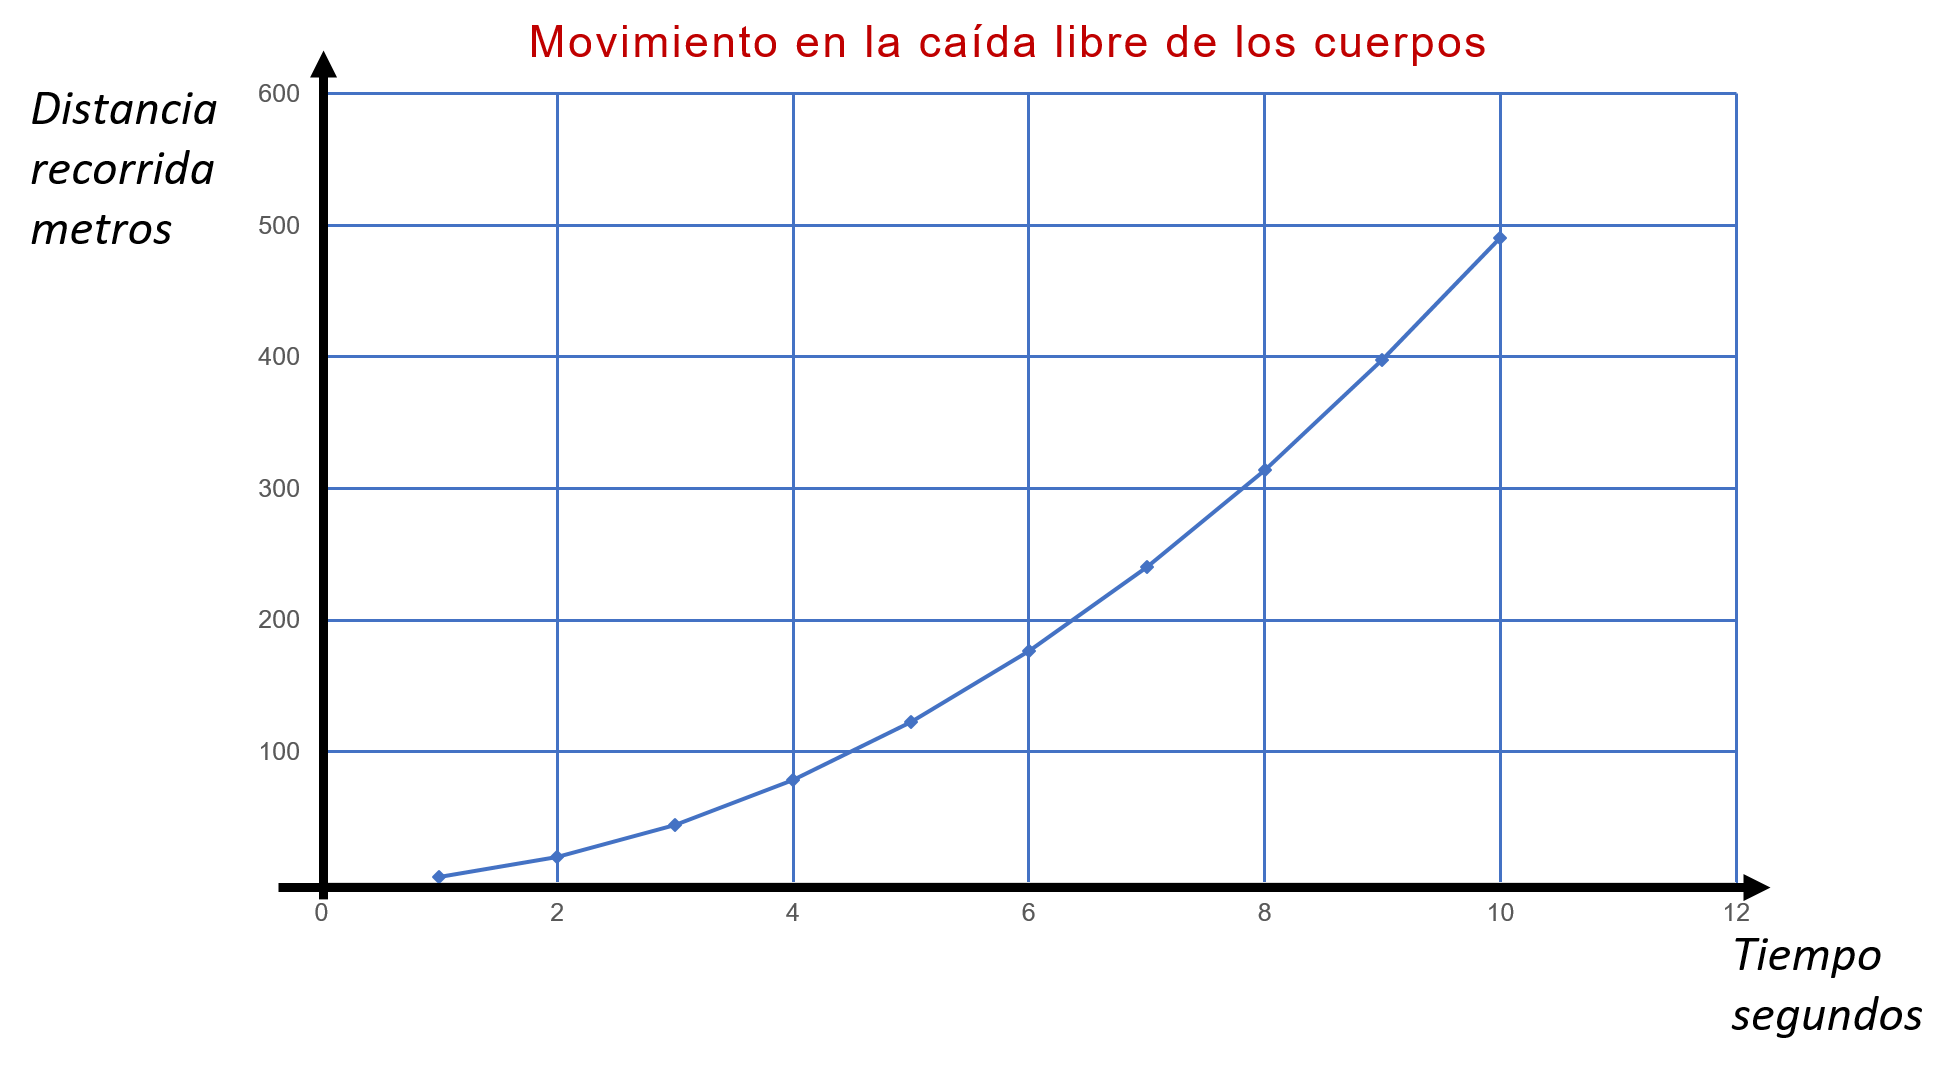 Movimiento en la caída libre de los cuerpos
Distancia
recorrida
metros
600
500
400
300
200
100
0 2 4 6 8 10 12
Tiempo
segundos